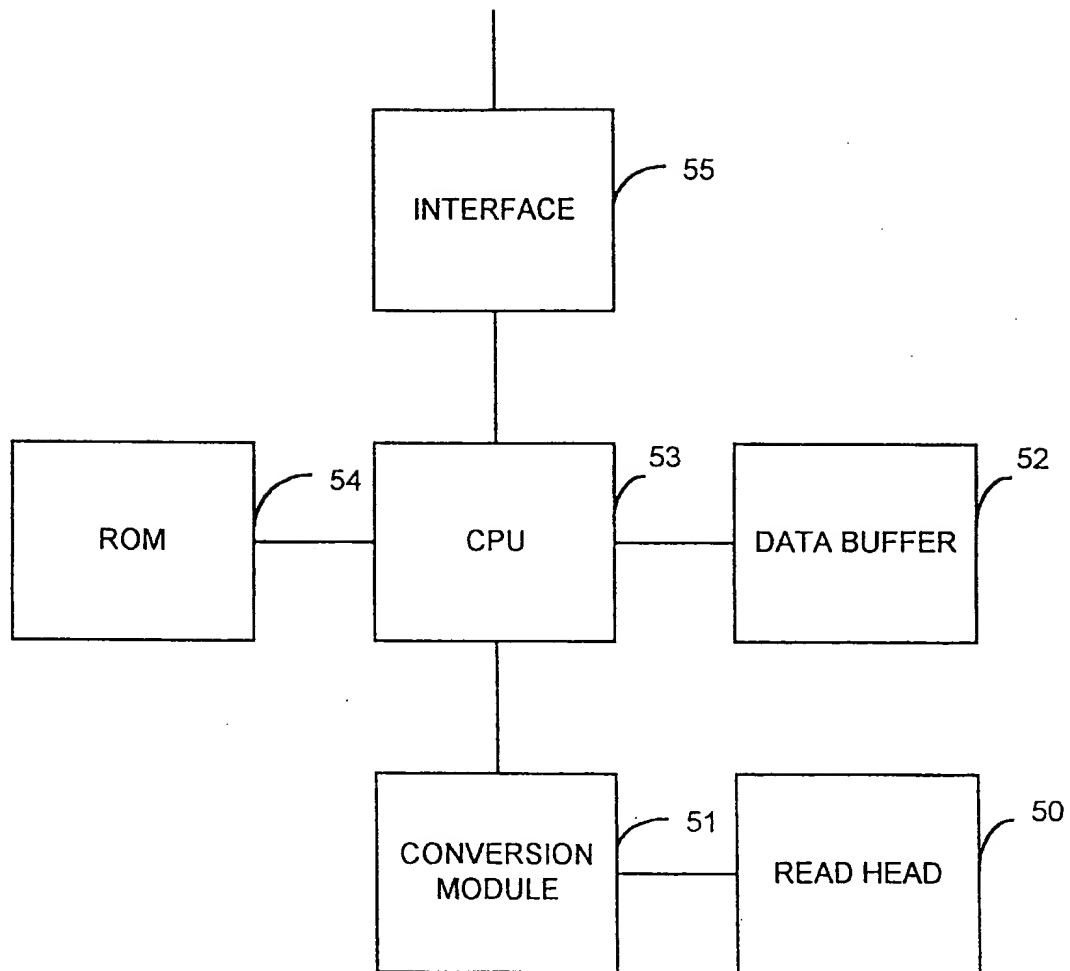 55
INTERFACE
54
53
52
ROM
CPU
DATA BUFFER
51
50
CONVERSION
MODULE
READ HEAD